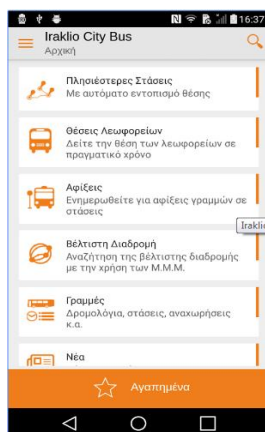 16:37
Iraklio City Bus
Αρχική
Πλησιέστερες Στάσεις
Με αυτόματο εντοπισμό θέσης
Θέσεις Λεωφορείων
Δείτε την θέση των λεωφορείων σε
πραγματικό χρόνο
Αφίξεις
Ενημερωθείτε για αφίξεις γραμμών σε
στάσεις
Iraklio
Βέλτιστη Διαδρομή
Αναζήτηση της βέλτιστης διαδρομής
με την χρήση των Μ.Μ.Μ.
Γραμμές
Δρομολόγια, στάσεις, αναχωρήσεις
κ.α.
Νέα
Αγαπημένα